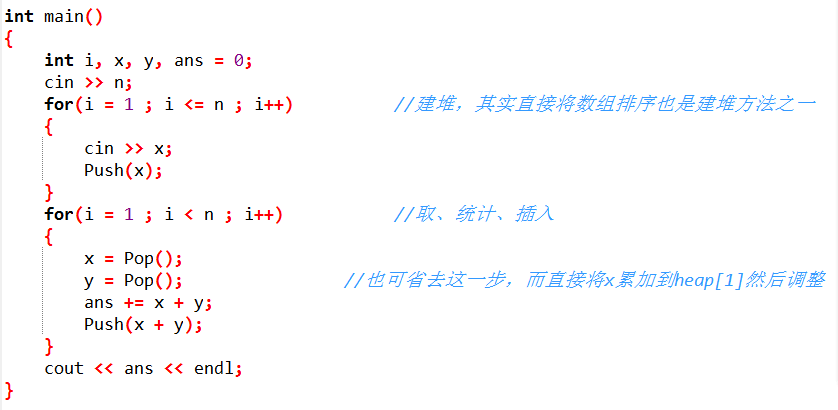 int main()
{
int i, x, y, ans = 0;
cin >> n;
for(i = 1 ; i <= n ; i++) //建堆，其实直接将数组排序也是建堆方法之一
{
cin >> x;
Push(x);
}
for(i = 1 ; i < n ; i++) //取、统计、插入
{
x = Pop();
y = Pop(); //也可省去这一步，而直接将x累加到heap[1]然后调整
ans += x + y;
Push(x + y);
}
cout << ans << endl;
}